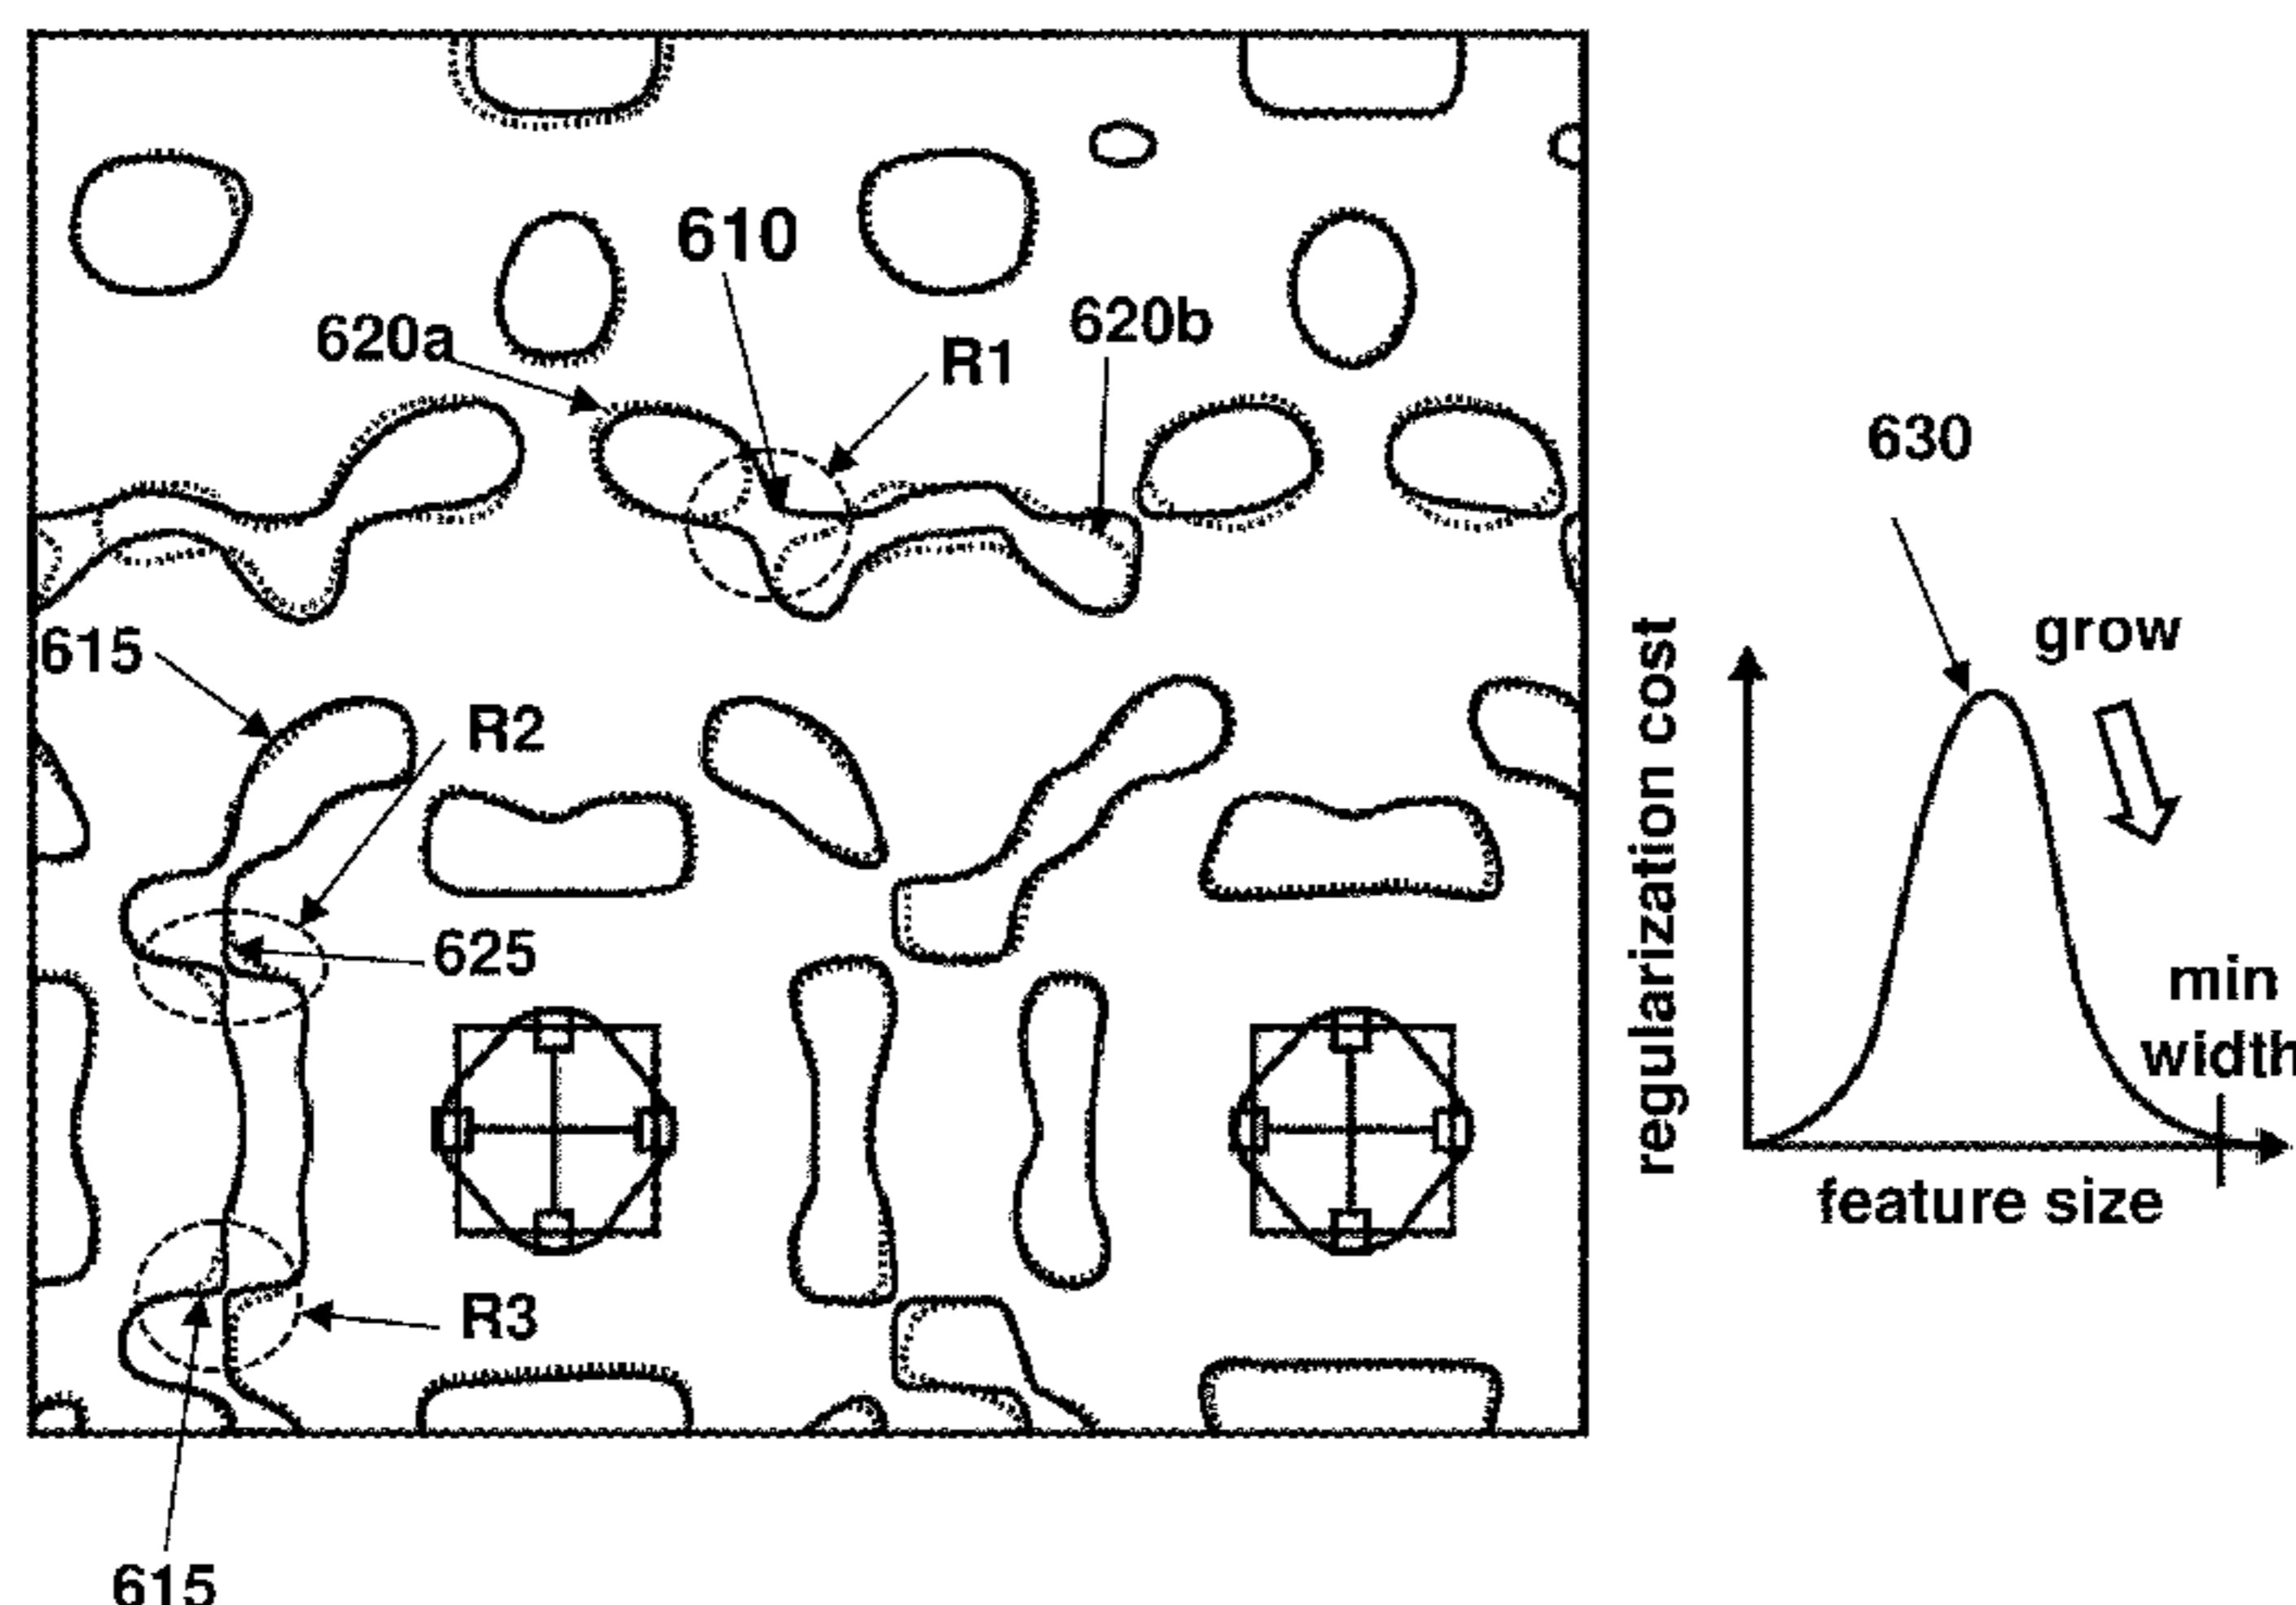 610
620a
620b
R1
615
R2
625
R3
615
630
grow
min
width
regularization cost
feature size